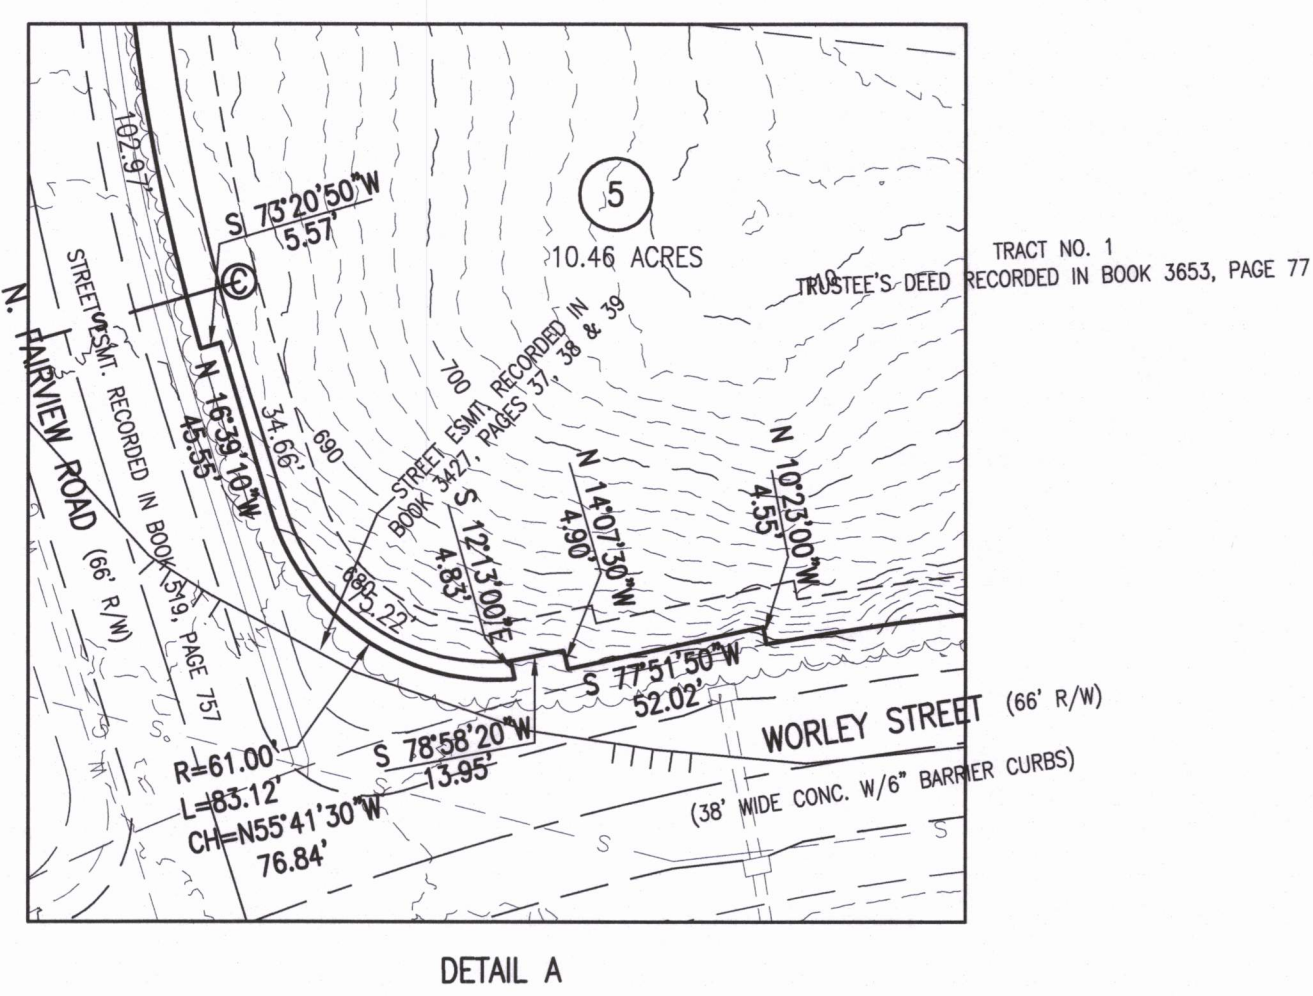 102.97'
S 73°20'50"W
5.57'
5
10.46 ACRES
TRACT NO. 1
TRUSTEE'S DEED RECORDED IN BOOK 3653, PAGE 77
C
N. FAIRVIEW ROAD (66' R/W)
STREET ESMT. RECORDED IN BOOK 519, PAGE 757
N 16°39'10"W
45.55'
34.66'
690
700
STREET ESMT. RECORDED IN
BOOK 3427, PAGES 37, 38 & 39
680
75.22'
S 12°13'00"E
4.83'
N 14°07'30"W
4.90'
N 10°23'00"W
4.55'
S 77°51'50"W
52.02'
S 78°58'20"W
13.95'
R=61.00'
L=83.12'
CH=N55°41'30"W
76.84'
WORLEY STREET (66' R/W)
(38' WIDE CONC. W/6" BARRIER CURBS)
S
S
S
S
DETAIL A